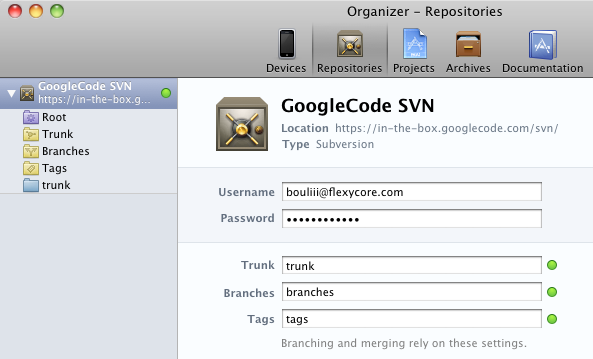 Organizer – Repositories
Devices
Repositories
Projects
Archives
Documentation
GoogleCode SVN
https://in-the-box.g...
Root
Trunk
Branches
Tags
trunk
GoogleCode SVN
Location https://in-the-box.googlecode.com/svn/
Type Subversion
Username bouliii@flexycore.com
Password ••••••••••••
Trunk trunk
Branches branches
Tags tags
Branching and merging rely on these settings.